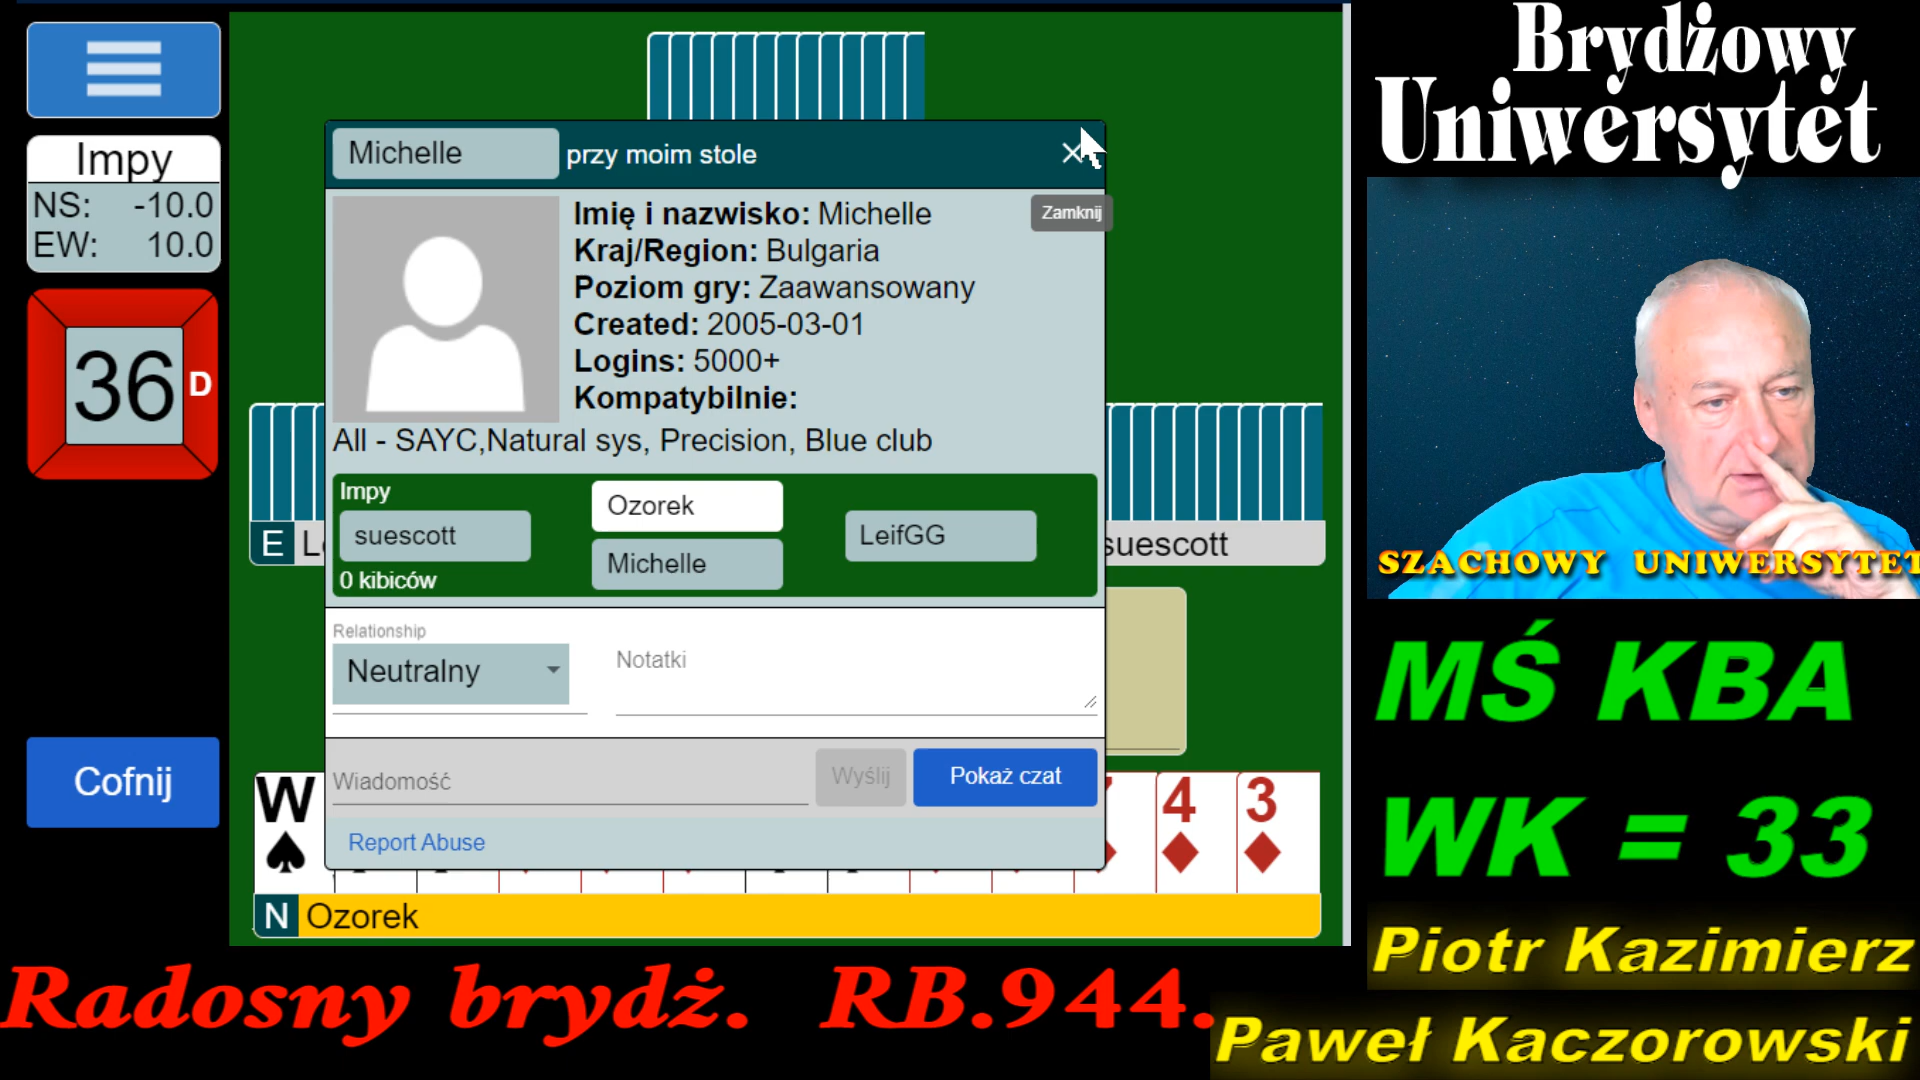 Impy
NS: -10.0
EW: 10.0
36 D
Cofnij
Michelle przy moim stole
Zamknij
Imię i nazwisko: Michelle
Kraj/Region: Bulgaria
Poziom gry: Zaawansowany
Created: 2005-03-01
Logins: 5000+
Kompatybilnie:
All - SAYC,Natural sys, Precision, Blue club
Impy
Ozorek
suescott
LeifGG
Michelle
0 kibiców
E
suescott
Relationship
Neutralny
Notatki
Wiadomość
Wyślij
Pokaż czat
Report Abuse
W
4
3
N Ozorek
Brydżowy
Uniwersytet
SZACHOWY UNIWERSYTET
MŚ KBA
WK = 33
Piotr Kazimierz
Paweł Kaczorowski
Radosny brydż. RB.944.